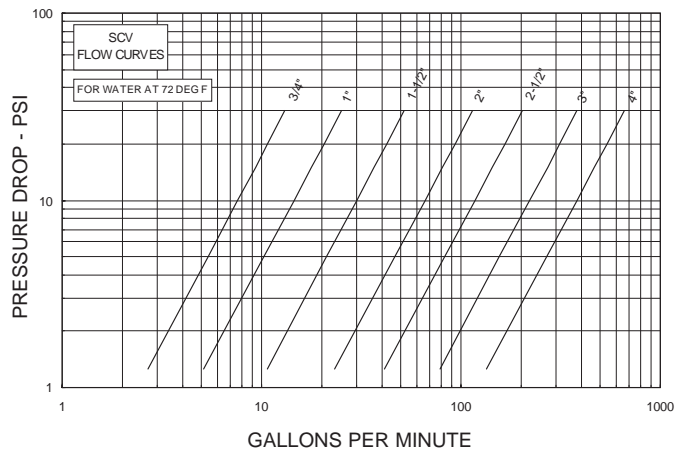 100
SCV
FLOW CURVES
FOR WATER AT 72 DEG F
3/4"
1"
1-1/2"
2"
2-1/2"
3"
4"
PRESSURE DROP - PSI
10
1
1
10
100
1000
GALLONS PER MINUTE